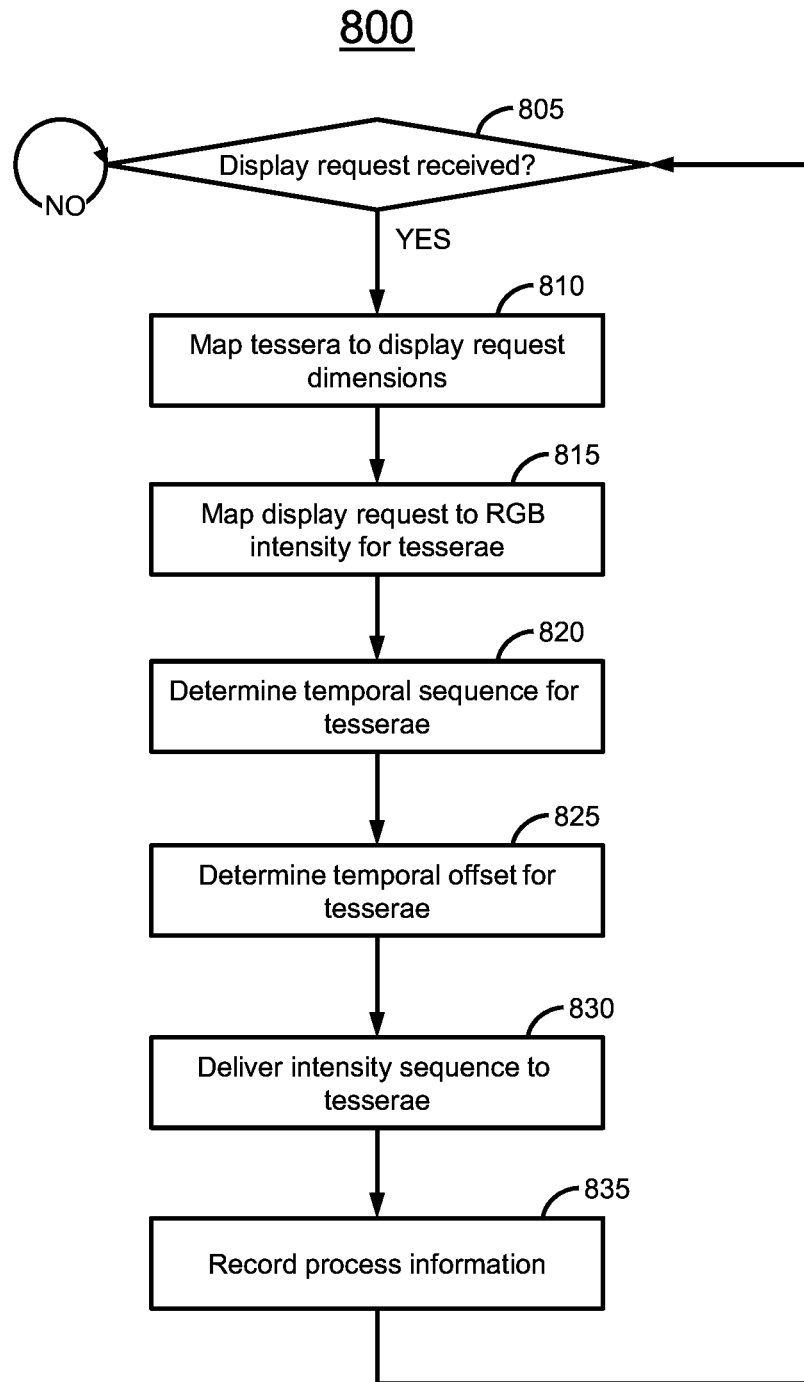 800
805
Display request received?
NO
YES
810
Map tessera to display request
dimensions
815
Map display request to RGB
intensity for tesserae
820
Determine temporal sequence for
tesserae
825
Determine temporal offset for
tesserae
830
Deliver intensity sequence to
tesserae
835
Record process information